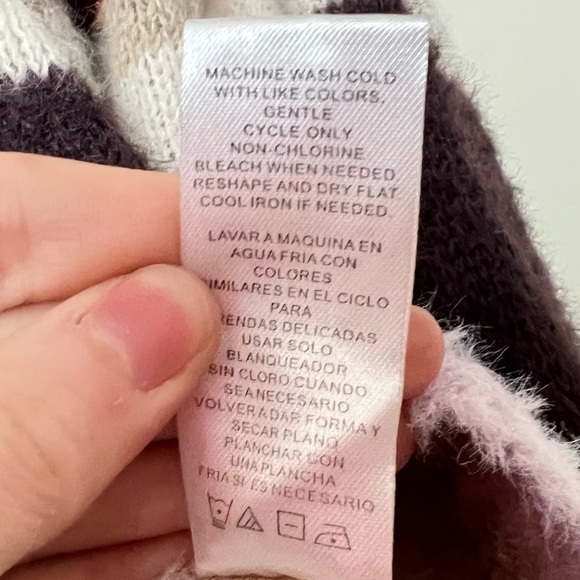 MACHINE WASH COLD
WITH LIKE COLORS,
GENTLE
CYCLE ONLY
NON-CHLORINE
BLEACH WHEN NEEDED
RESHAPE AND DRY FLAT
COOL IRON IF NEEDED.
LAVAR A MAQUINA EN
AGUA FRIA CON
COLORES
SIMILARES EN EL CICLO
PARA
RENDAS DELICADAS
USAR SOLO
BLANQUEADOR
SIN CLORO CUANDO
SEA NECESARIO
VOLVER A DAR FORMA Y
SECAR PLANO
PLANCHAR CON
UNA PLANCHA
FRIA SI ES NECESARIO